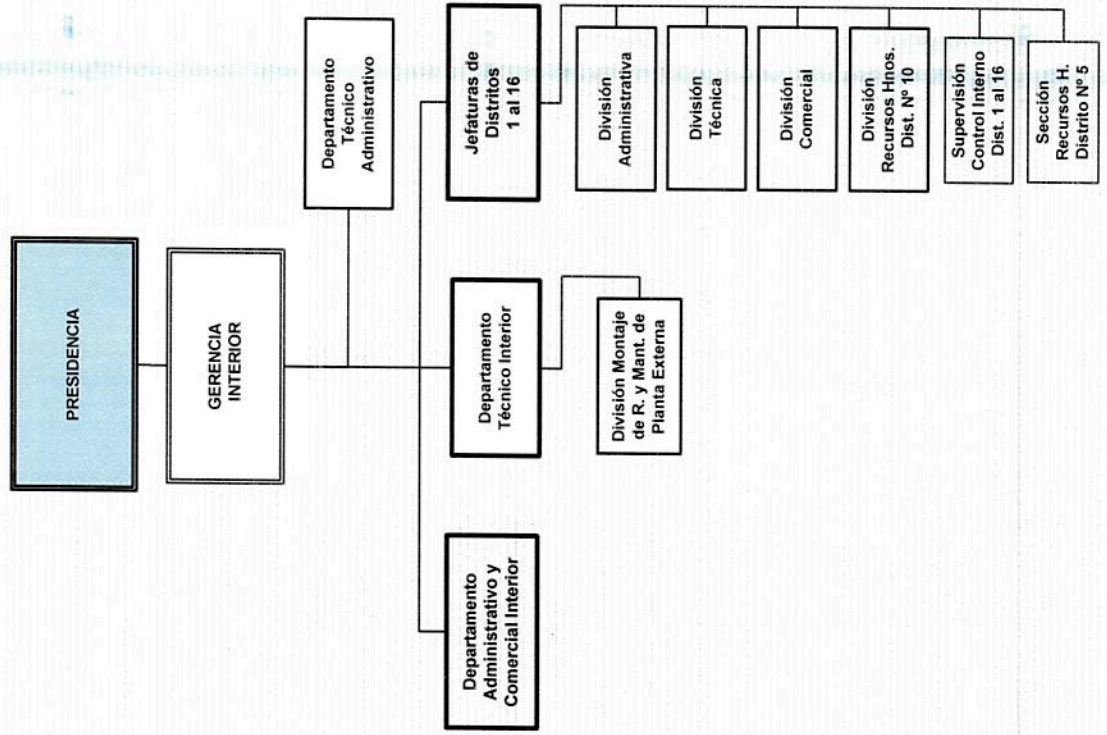 PRESIDENCIA
GERENCIA
INTERIOR
Departamento
Técnico
Administrativo
Departamento
Administrativo y
Comercial Interior
Departamento
Técnico Interior
Jefaturas de
Distritos
1 al 16
División Montaje
de R. y Mant. de
Planta Externa
División
Administrativa
División
Técnica
División
Comercial
División
Recursos Hnos.
Dist. Nº 10
Supervisión
Control Interno
Dist. 1 al 16
Sección
Recursos H.
Distrito Nº 5